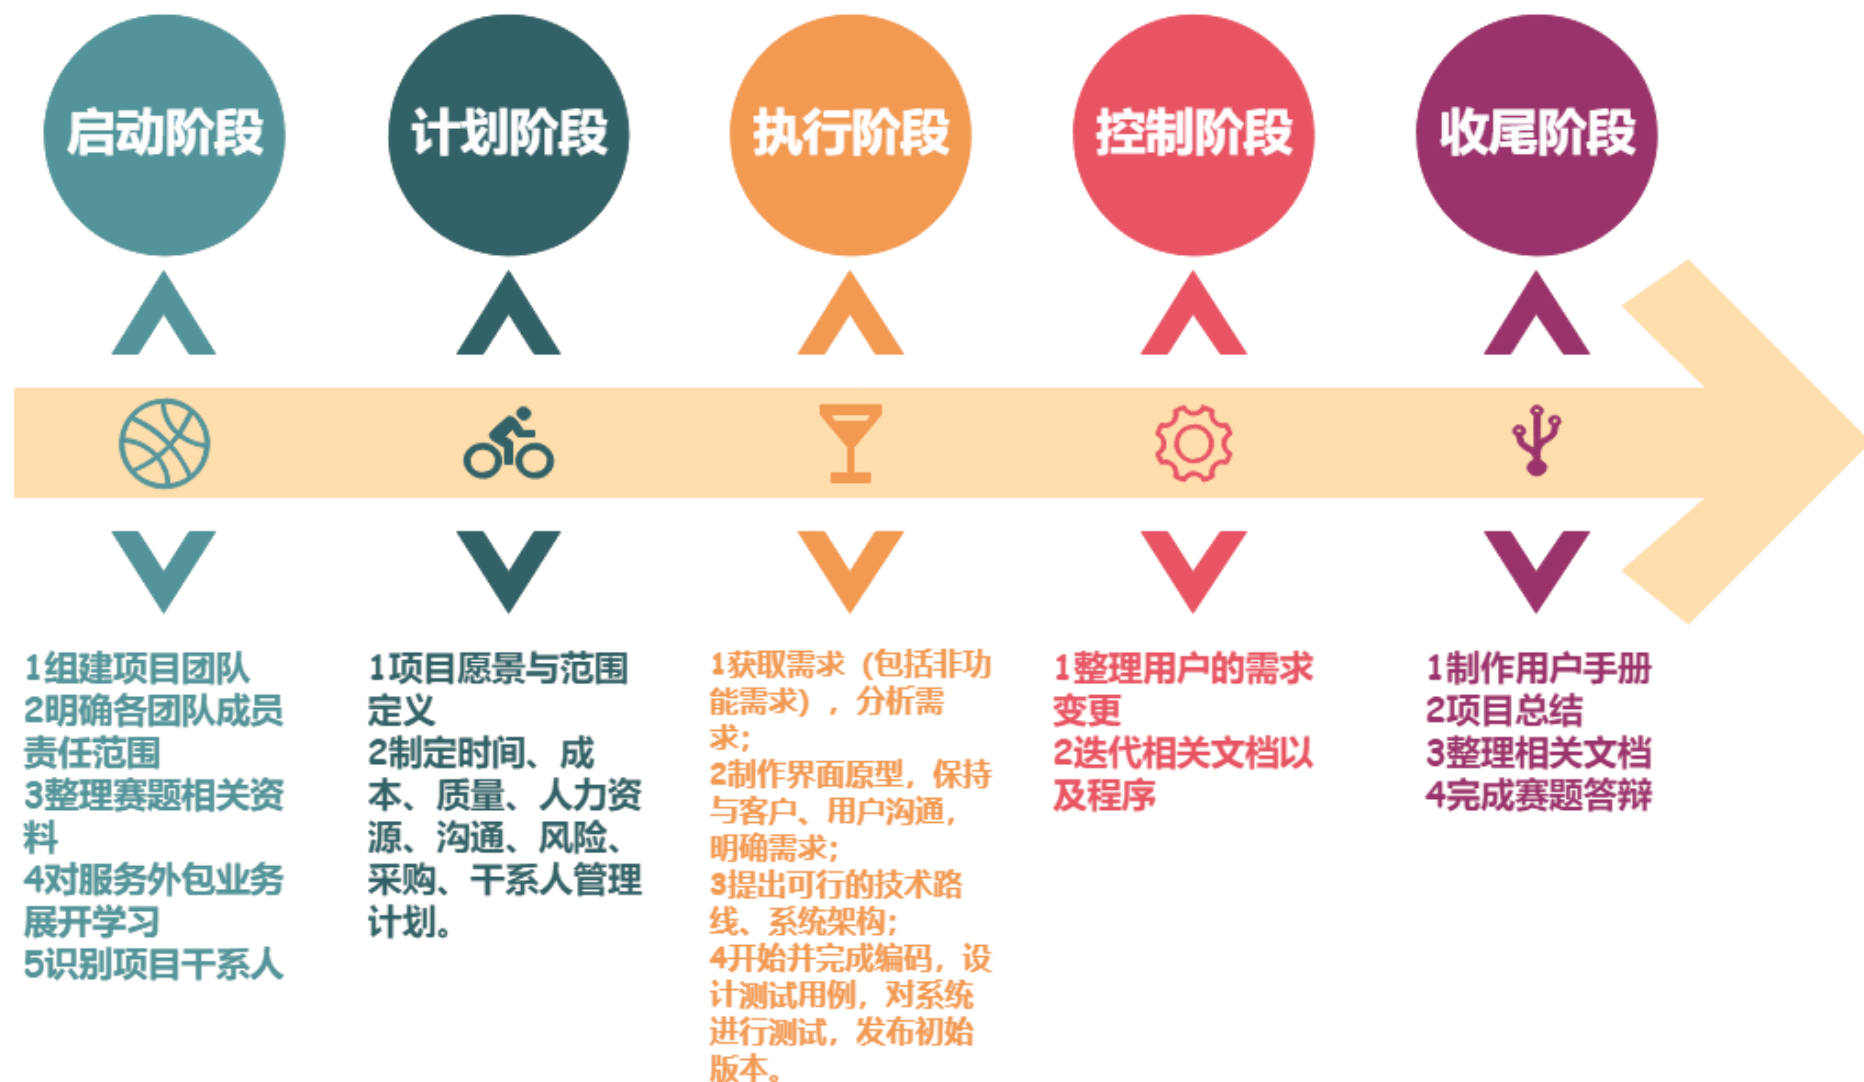 启动阶段
计划阶段
执行阶段
控制阶段
收尾阶段
1组建项目团队
2明确各团队成员
责任范围
3整理赛题相关资
料
4对服务外包业务
展开学习
5识别项目干系人
1项目愿景与范围
定义
2制定时间、成
本、质量、人力资
源、沟通、风险、
采购、干系人管理
计划。
1获取需求（包括非功
能需求），分析需
求；
2制作界面原型，保持
与客户、用户沟通，
明确需求；
3提出可行的技术路
线、系统架构；
4开始并完成编码，设
计测试用例，对系统
进行测试，发布初始
版本。
1整理用户的需求
变更
2迭代相关文档以
及程序
1制作用户手册
2项目总结
3整理相关文档
4完成赛题答辩